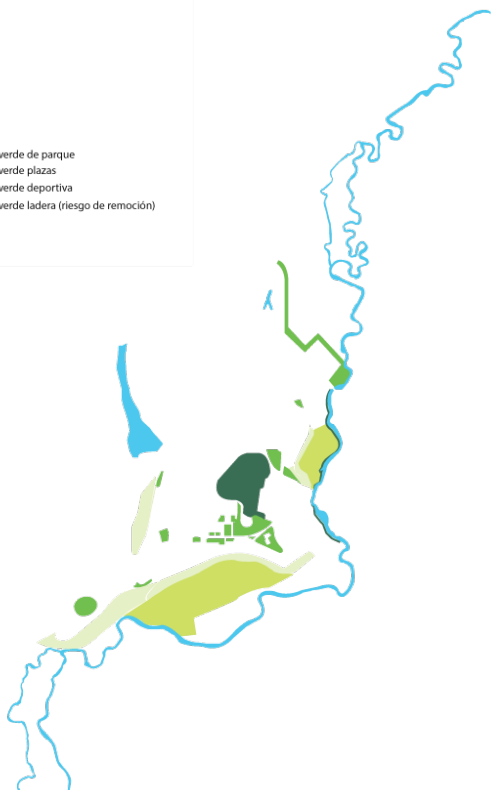 verde de parque
verde plazas
verde deportiva
verde ladera (riesgo de remoción)